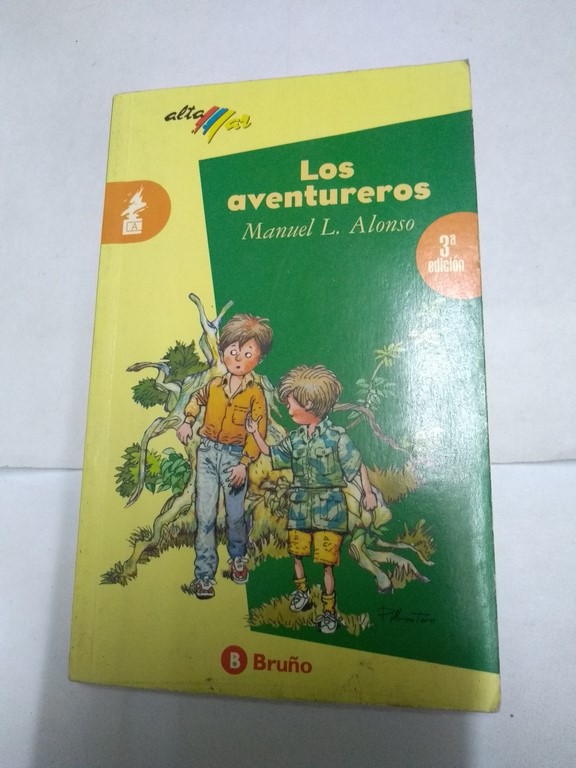 alta
mar
Los
aventureros
Manuel L. Alonso
3ª
edición
A
B Bruño